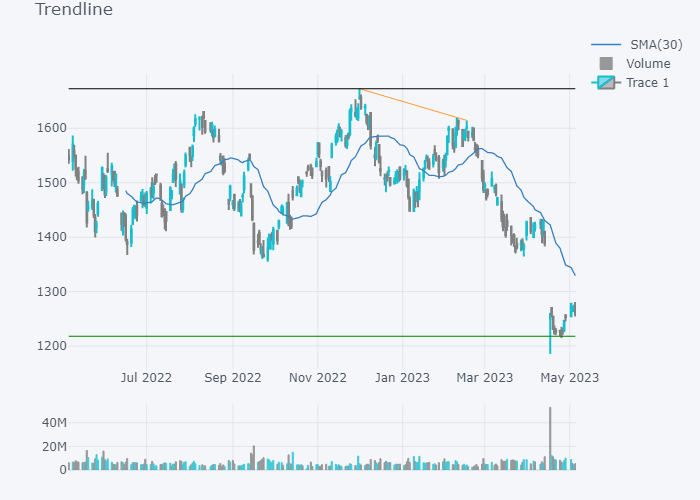 Trendline
SMA(30)
Volume
Trace 1
1600
1500
1400
1300
1200
Jul 2022
Sep 2022
Nov 2022
Jan 2023
Mar 2023
May 2023
40M
20M
0